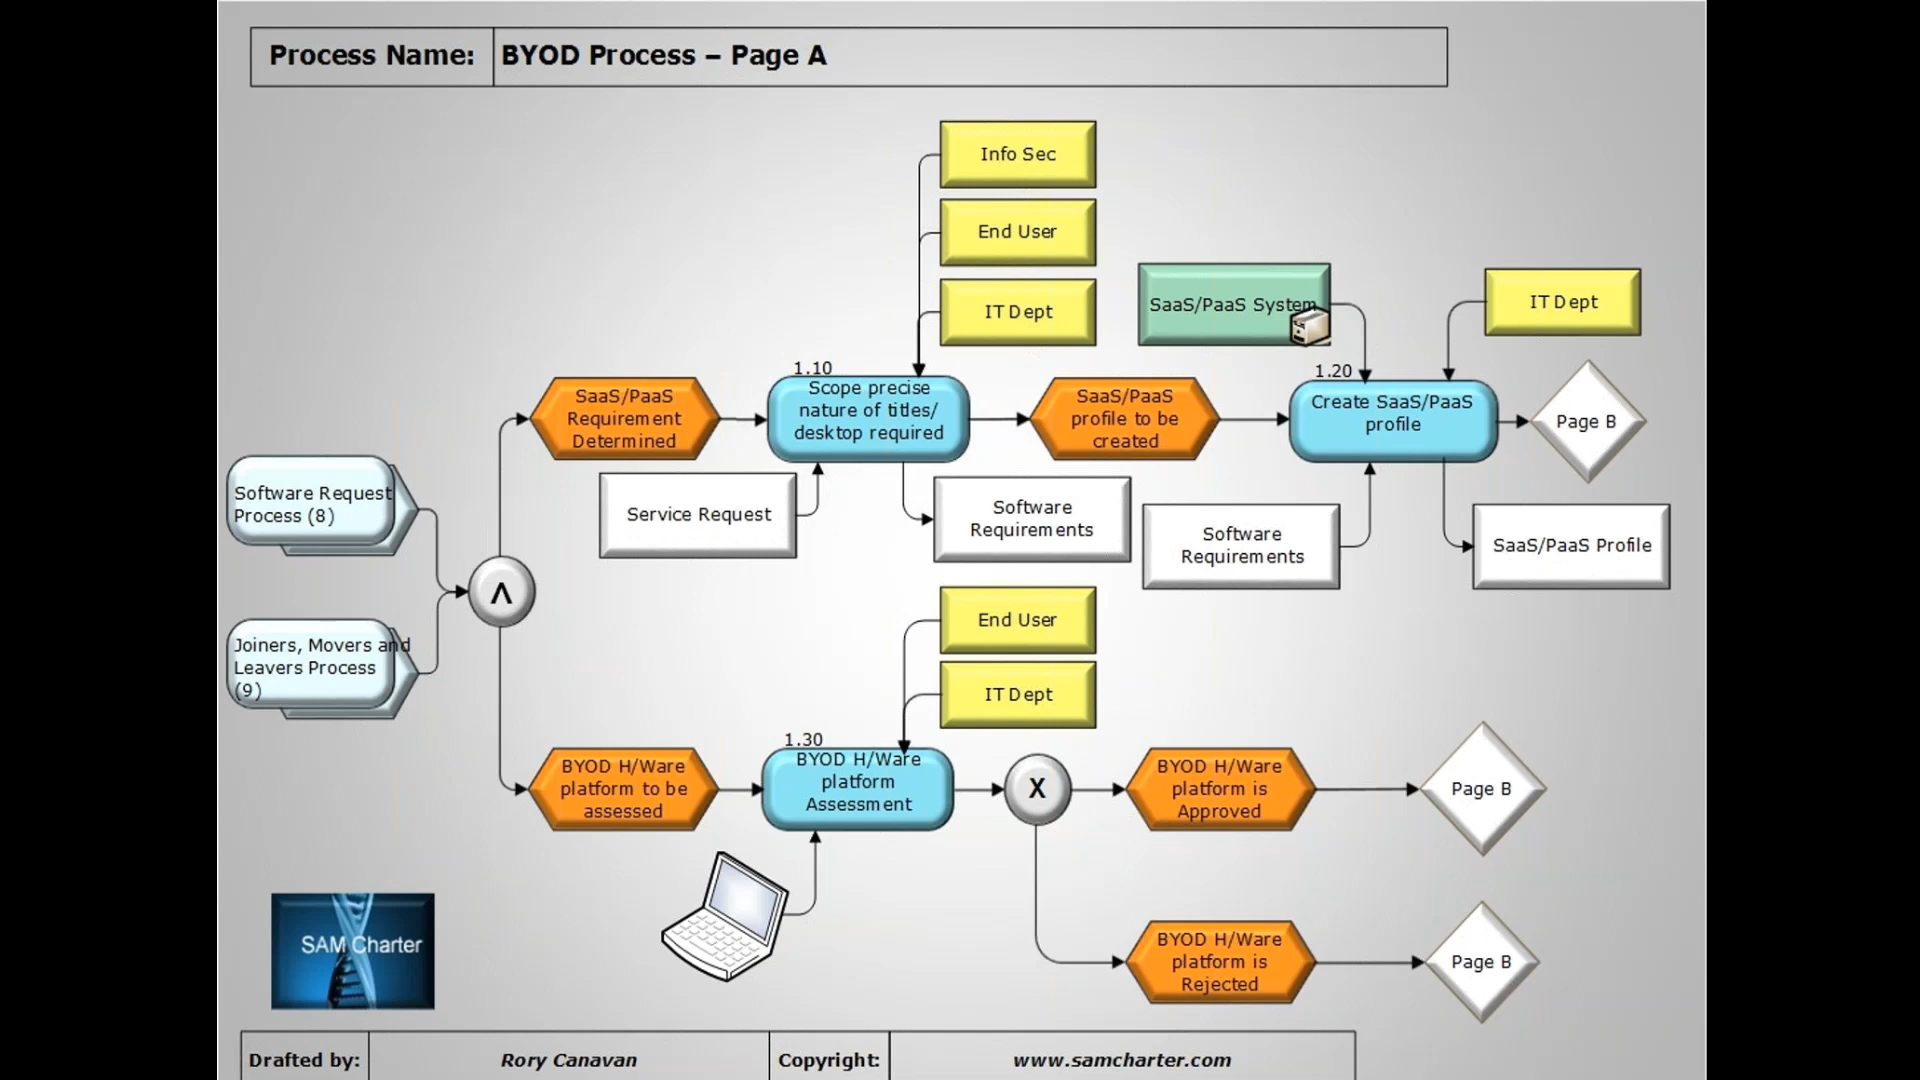 Process Name:
BYOD Process – Page A
Info Sec
End User
IT Dept
SaaS/PaaS System
IT Dept
1.10
1.20
SaaS/PaaS
Requirement
Determined
Scope precise
nature of titles/
desktop required
SaaS/PaaS
profile to be
created
Create SaaS/PaaS
profile
Page B
Software Request
Process (8)
Service Request
Software
Requirements
Software
Requirements
SaaS/PaaS Profile
Λ
Joiners, Movers and
Leavers Process
(9)
End User
IT Dept
1.30
BYOD H/Ware
platform to be
assessed
BYOD H/Ware
platform
Assessment
X
BYOD H/Ware
platform is
Approved
Page B
SAM Charter
BYOD H/Ware
platform is
Rejected
Page B
Drafted by:
Rory Canavan
Copyright:
www.samcharter.com